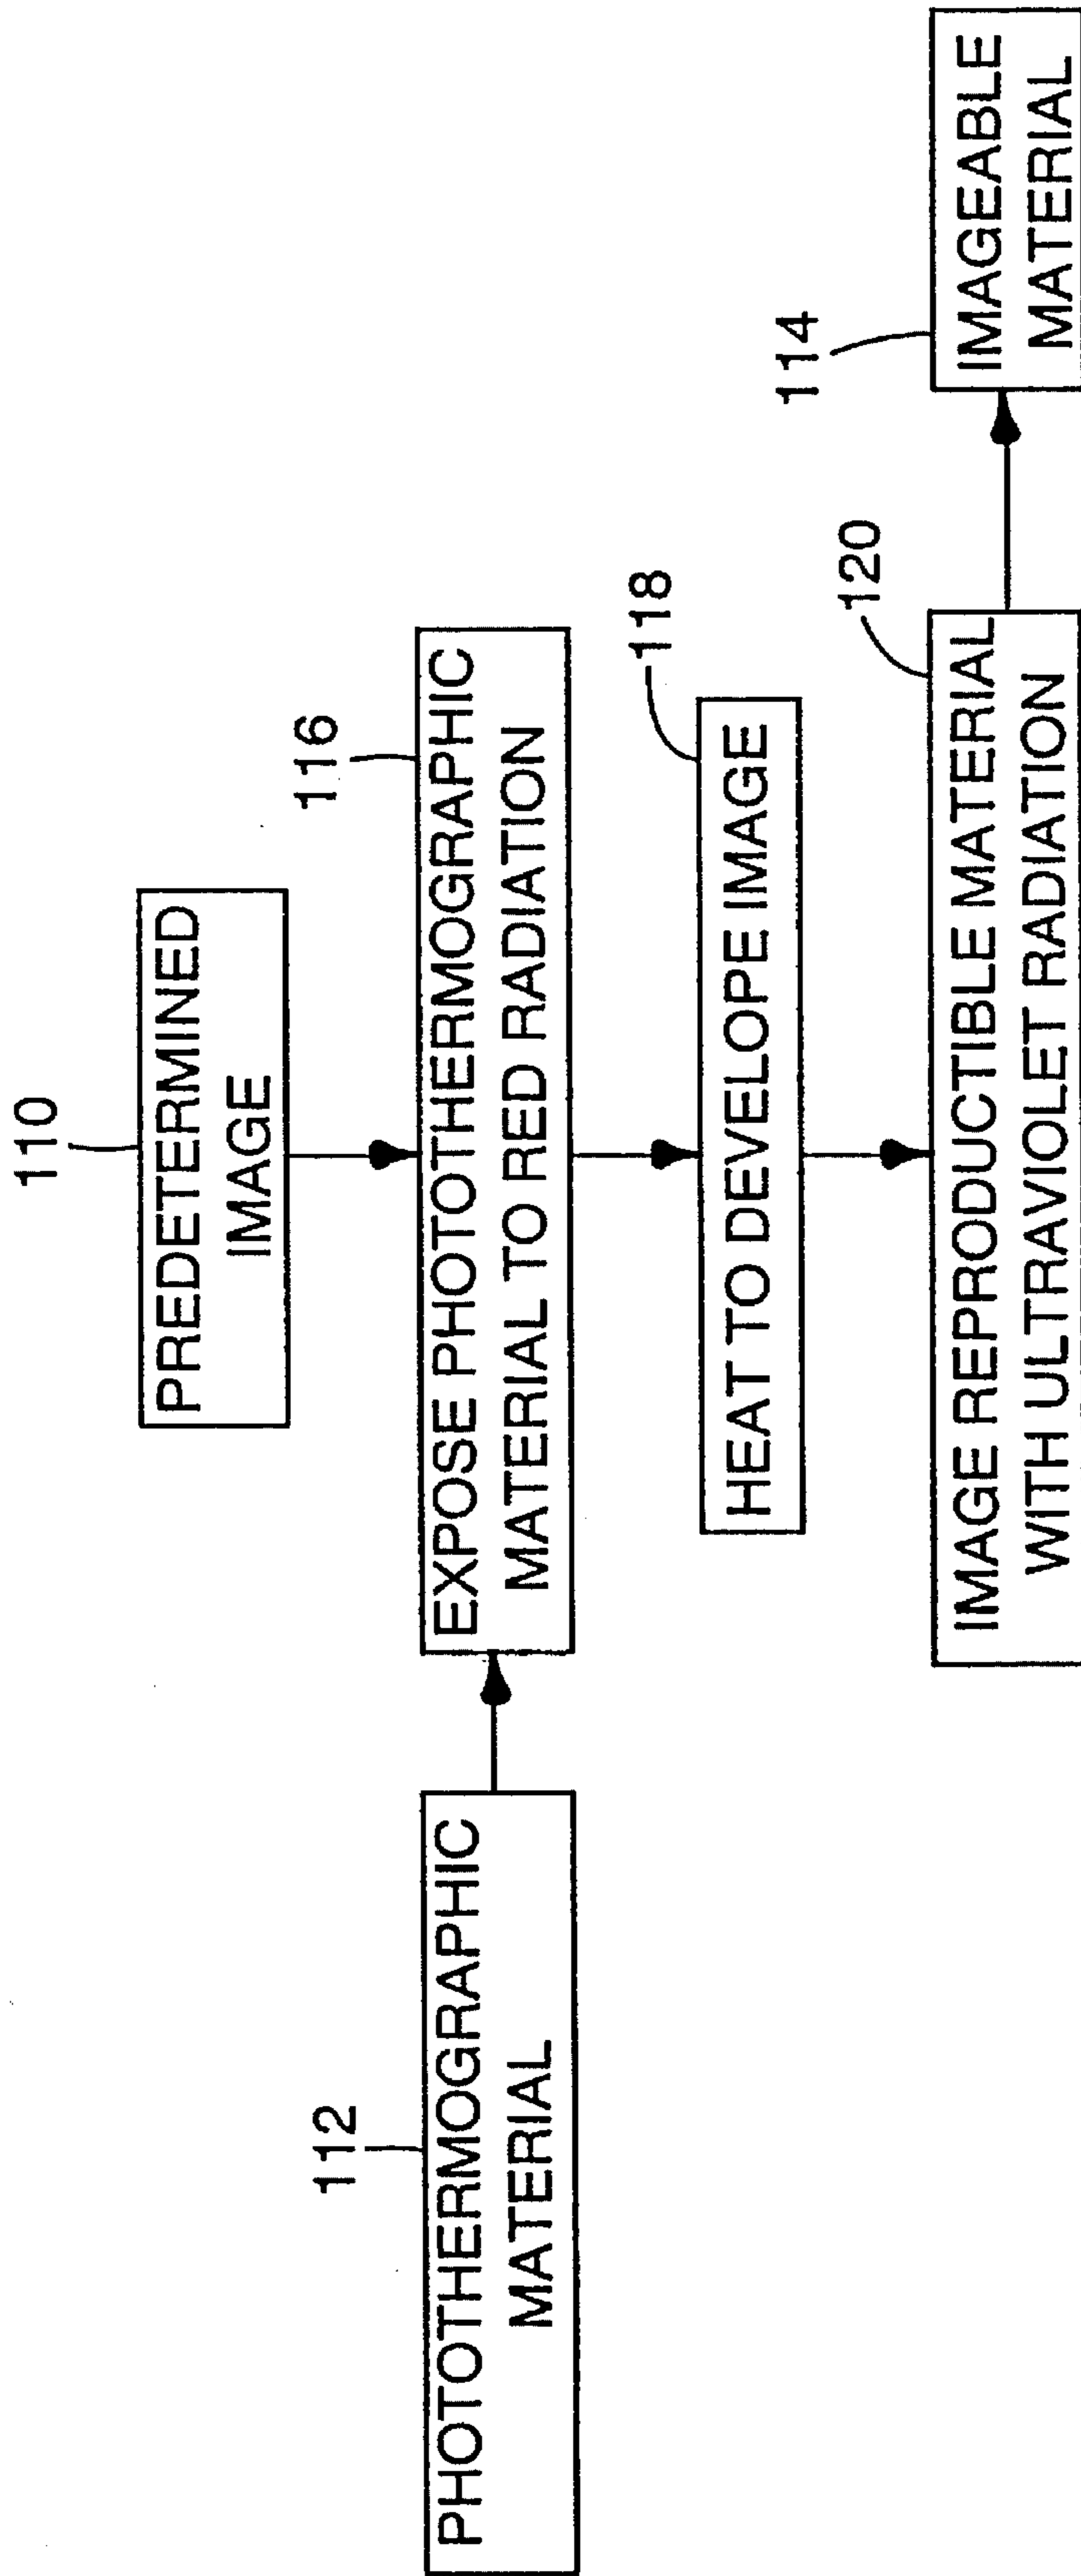 110
PREDETERMINED
IMAGE
112
PHOTOTHERMOGRAPHIC
MATERIAL
116
EXPOSE PHOTOTHERMOGRAPHIC
MATERIAL TO RED RADIATION
118
HEAT TO DEVELOPE IMAGE
120
IMAGE REPRODUCTIBLE MATERIAL
WITH ULTRAVIOLET RADIATION
114
IMAGEABLE
MATERIAL